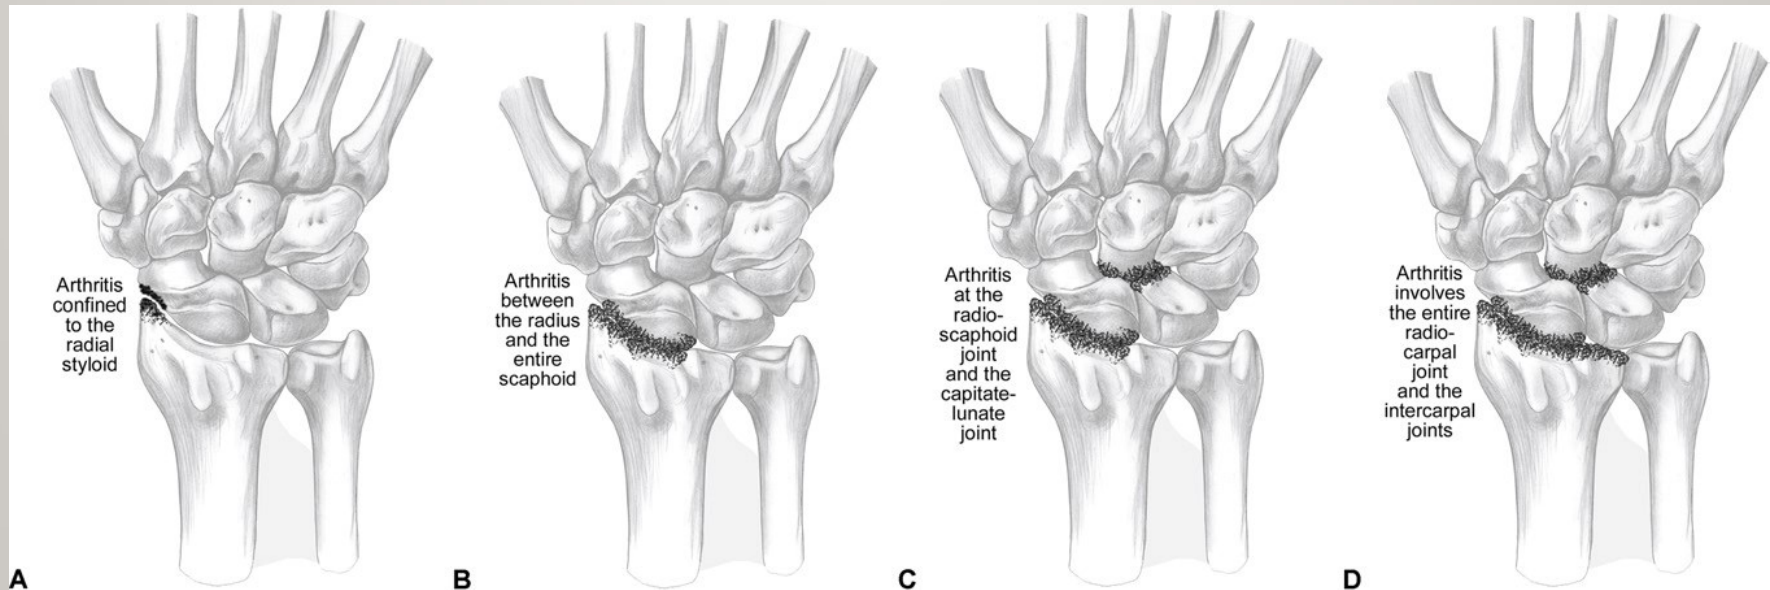 Arthritis
confined
to the
radial
styloid
A
Arthritis
between
the radius
and the
entire
scaphoid
B
Arthritis
at the
radio-
scaphoid
joint
and the
capitate-
lunate
joint
C
Arthritis
involves
the entire
radio-
carpal
joint
and the
intercarpal
joints
D